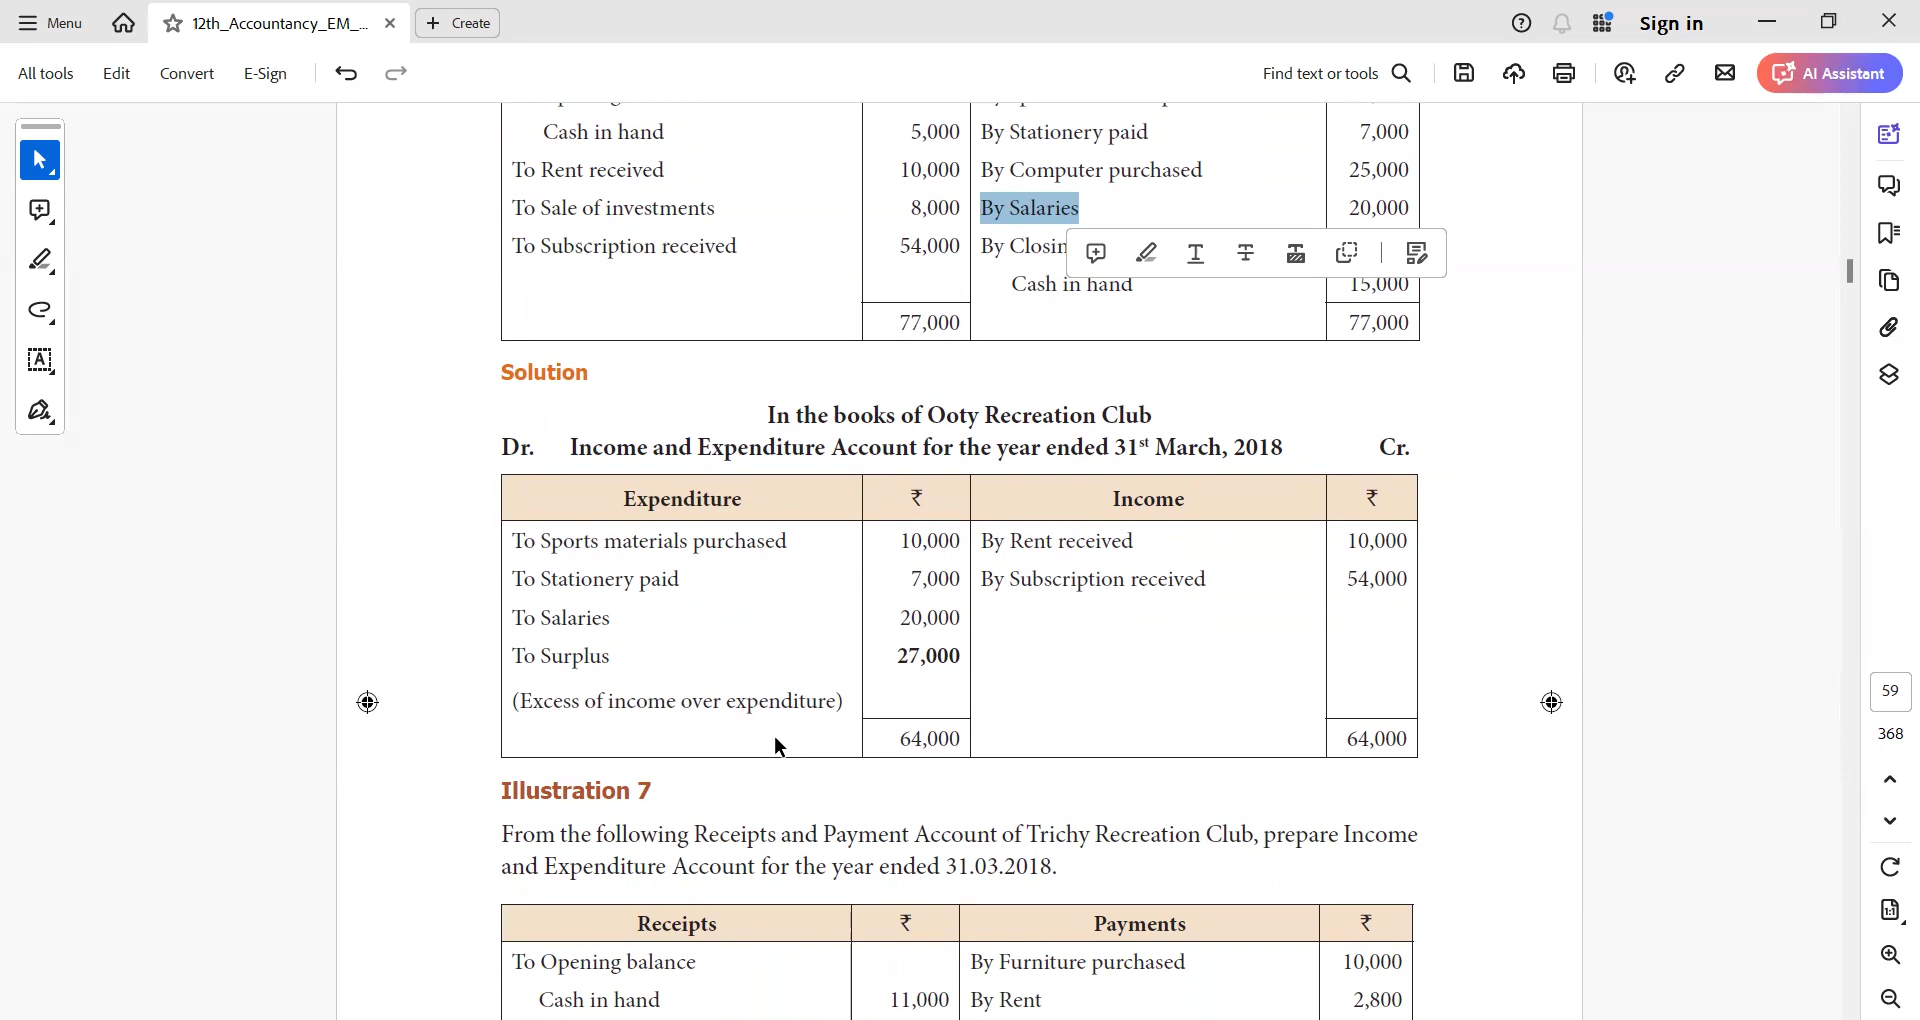 Menu 12th_Accountancy_EM_... Create Sign in
All tools Edit Convert E-Sign Find text or tools AI Assistant
Cash in hand 5,000 By Stationery paid 7,000
To Rent received 10,000 By Computer purchased 25,000
To Sale of investments 8,000 By Salaries 20,000
To Subscription received 54,000 By Closin
Cash in hand 15,000
77,000 77,000
Solution
In the books of Ooty Recreation Club
Dr. Income and Expenditure Account for the year ended 31st March, 2018 Cr.
Expenditure ₹ Income ₹
To Sports materials purchased 10,000 By Rent received 10,000
To Stationery paid 7,000 By Subscription received 54,000
To Salaries 20,000
To Surplus 27,000
(Excess of income over expenditure)
64,000 64,000
59
368
Illustration 7
From the following Receipts and Payment Account of Trichy Recreation Club, prepare Income
and Expenditure Account for the year ended 31.03.2018.
Receipts ₹ Payments ₹
To Opening balance By Furniture purchased 10,000
Cash in hand 11,000 By Rent 2,800